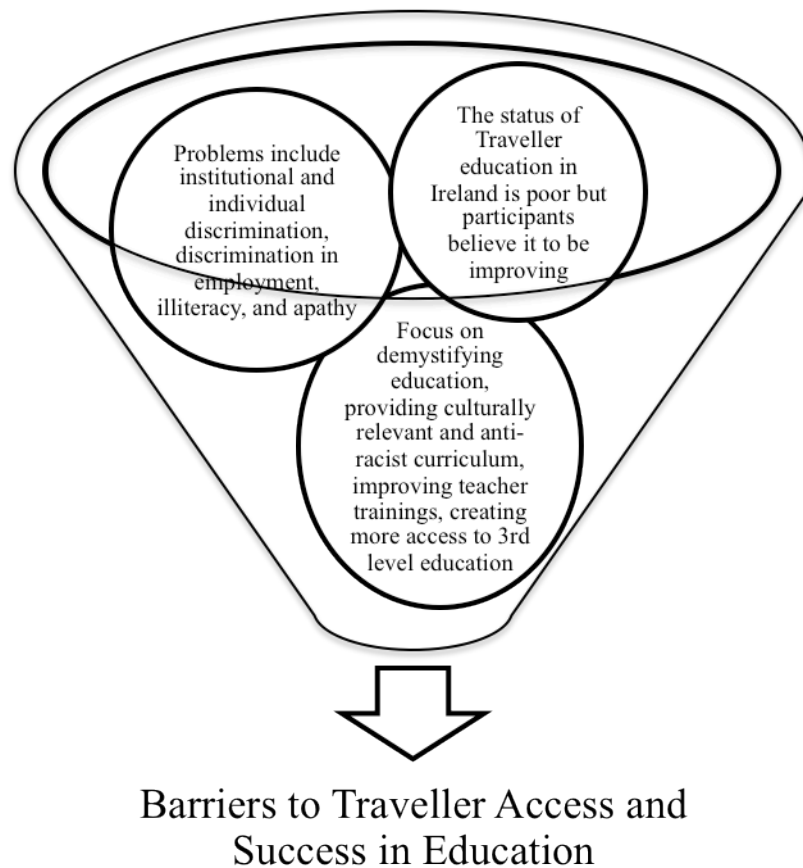 Problems include
institutional and
individual
discrimination,
discrimination in
employment,
illiteracy, and apathy
The status of
Traveller
education in
Ireland is poor but
participants
believe it to be
improving
Focus on
demystifying
education,
providing culturally
relevant and anti-
racist curriculum,
improving teacher
trainings, creating
more access to 3rd
level education
Barriers to Traveller Access and
Success in Education